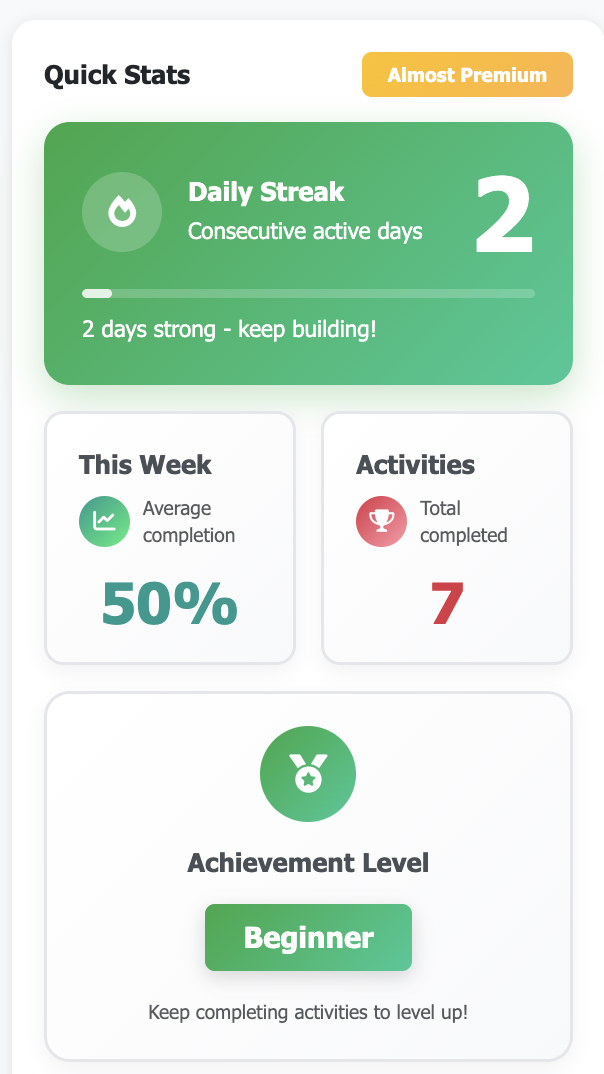 Quick Stats
Almost Premium
Daily Streak
Consecutive active days
2
2 days strong - keep building!
This Week
Average
completion
50%
Activities
Total
completed
7
Achievement Level
Beginner
Keep completing activities to level up!